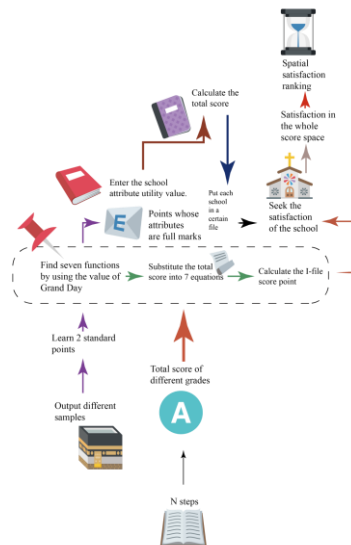 Spatial
satisfaction
ranking
Calculate the
total score
Satisfaction in
the whole
score space
Enter the school
attribute utility value.
E
Points whose
attributes
are full marks
Put each
school
in a
certain
file
Seek the
satisfaction
of the school
Find seven functions
by using the value of
Grand Day
Substitute the total
score into 7 equations
Calculate the I-file
score point
Learn 2 standard
points
Total score of
different grades
Output different
samples
A
N steps